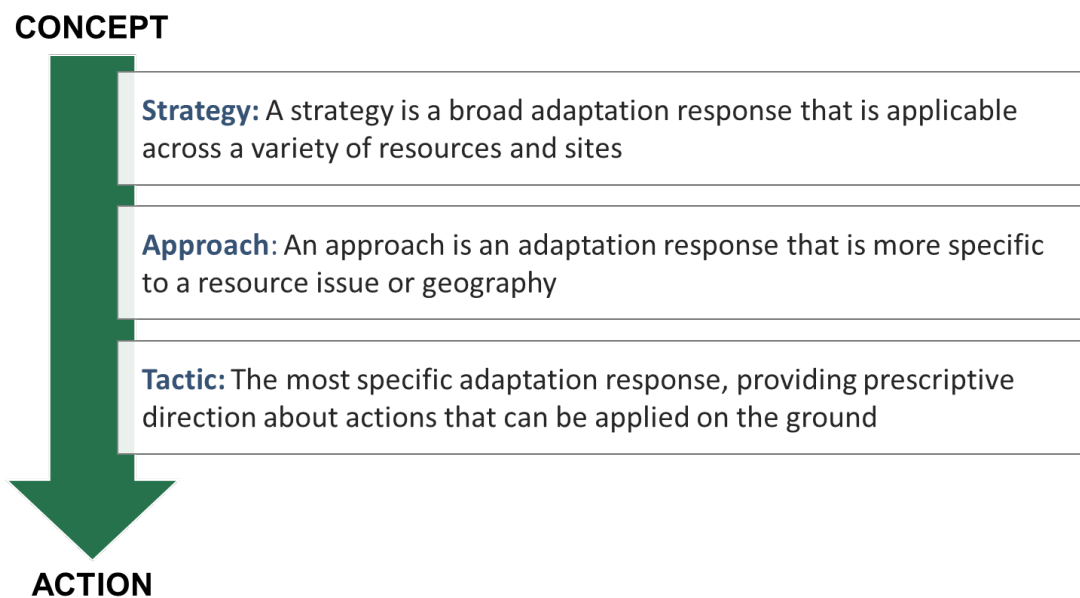 CONCEPT
Strategy: A strategy is a broad adaptation response that is applicable
across a variety of resources and sites
Approach: An approach is an adaptation response that is more specific
to a resource issue or geography
Tactic: The most specific adaptation response, providing prescriptive
direction about actions that can be applied on the ground
ACTION